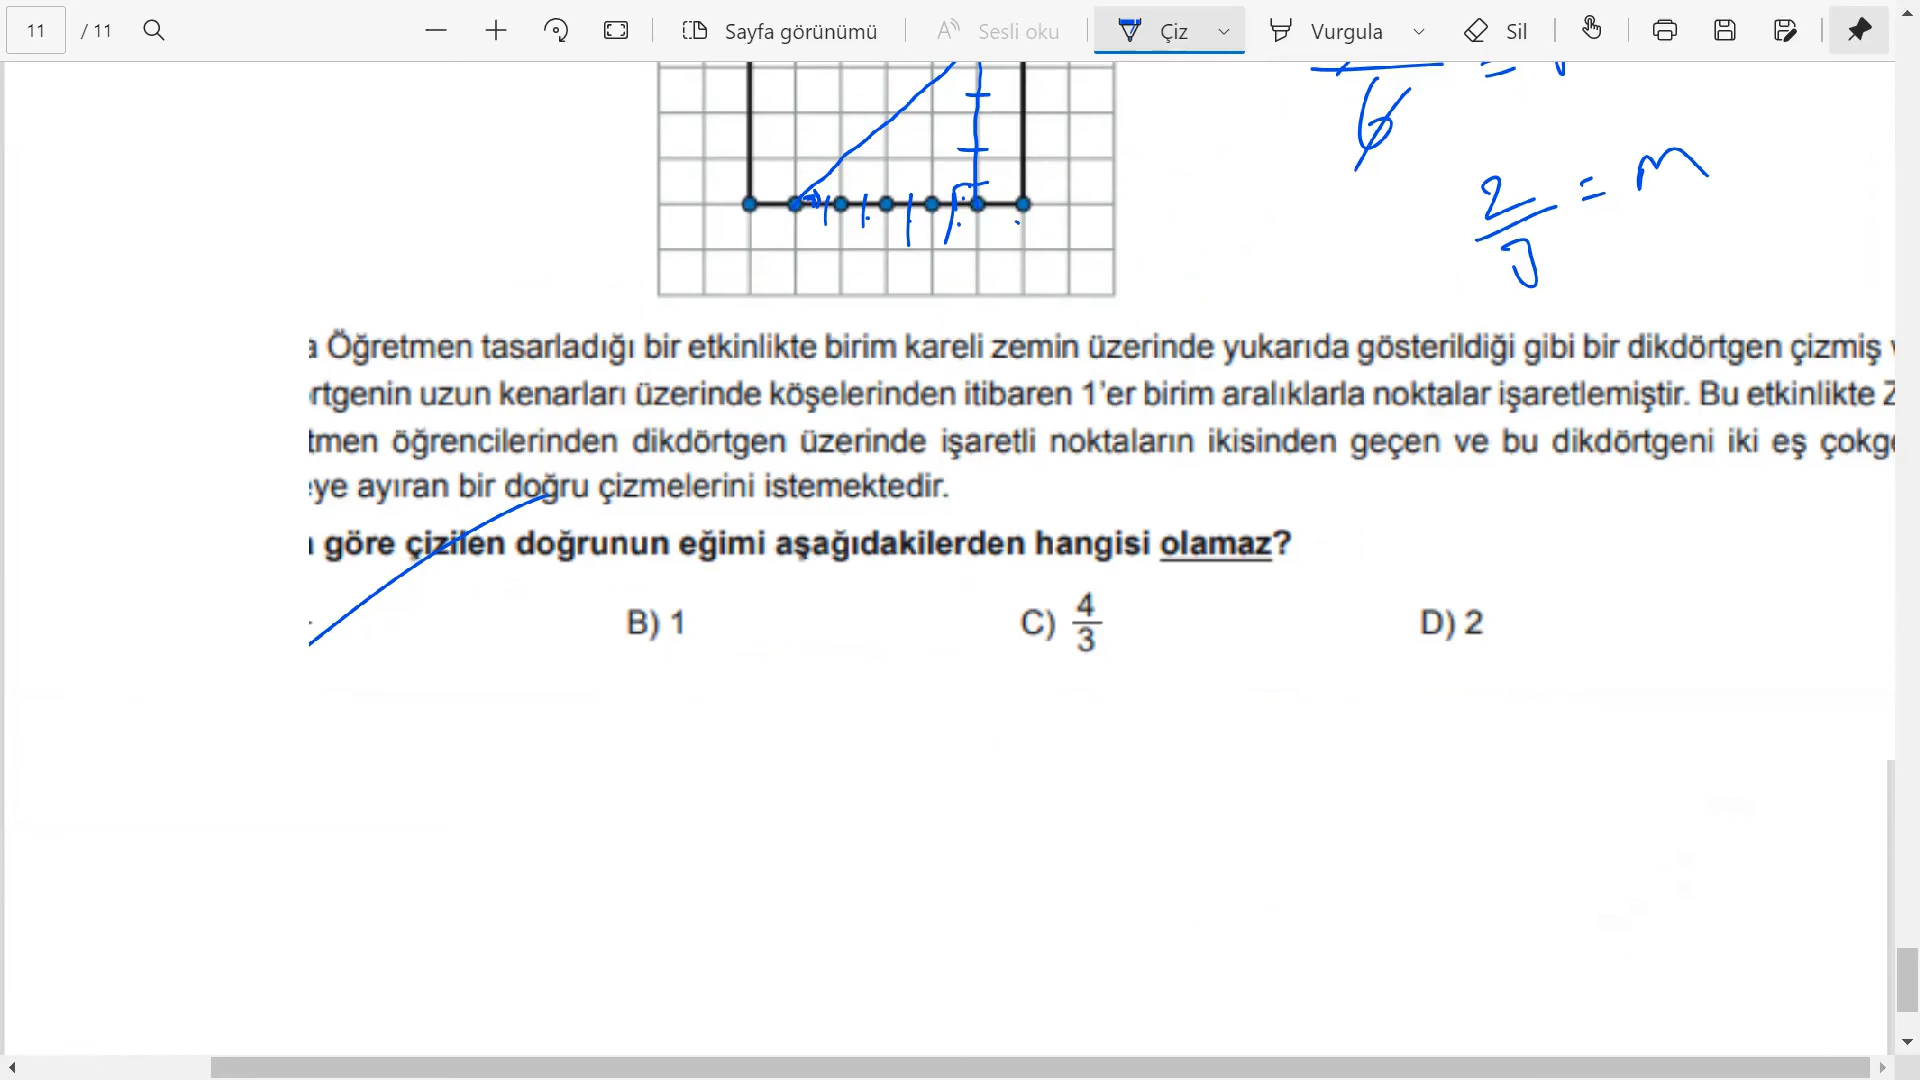 11 / 11 Sayfa görünümü Sesli oku Çiz Vurgula Sil
6
2/3 = m
a Öğretmen tasarladığı bir etkinlikte birim kareli zemin üzerinde yukarıda gösterildiği gibi bir dikdörtgen çizmiş
rtgenin uzun kenarları üzerinde köşelerinden itibaren 1'er birim aralıklarla noktalar işaretlemiştir. Bu etkinlikte Z
tmen öğrencilerinden dikdörtgen üzerinde işaretli noktaların ikisinden geçen ve bu dikdörtgeni iki eş çokg
eye ayıran bir doğru çizmelerini istemektedir.
göre çizilen doğrunun eğimi aşağıdakilerden hangisi olamaz?
B) 1 C) 4/3 D) 2